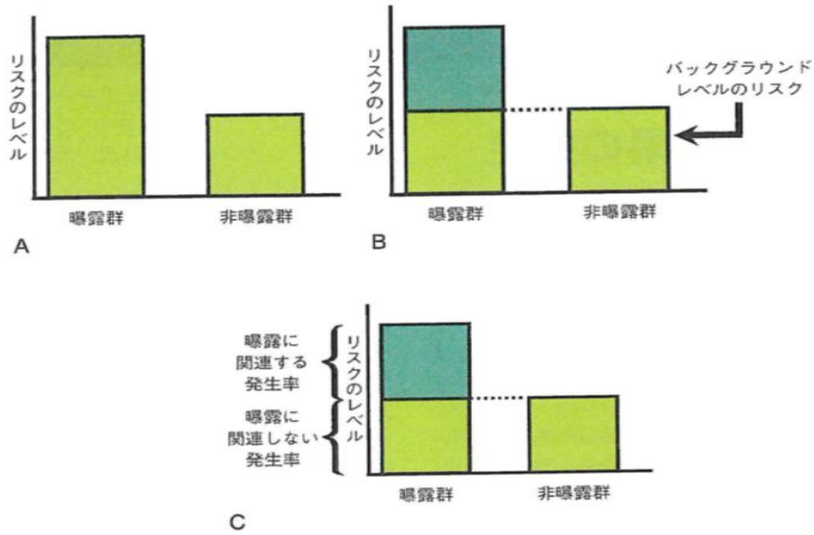 リスクのレベル
曝露群
非曝露群
A
リスクのレベル
バックグラウンド
レベルのリスク
曝露群
非曝露群
B
曝露に
関連する
発生率
曝露に
関連しない
発生率
リスクのレベル
曝露群
非曝露群
C